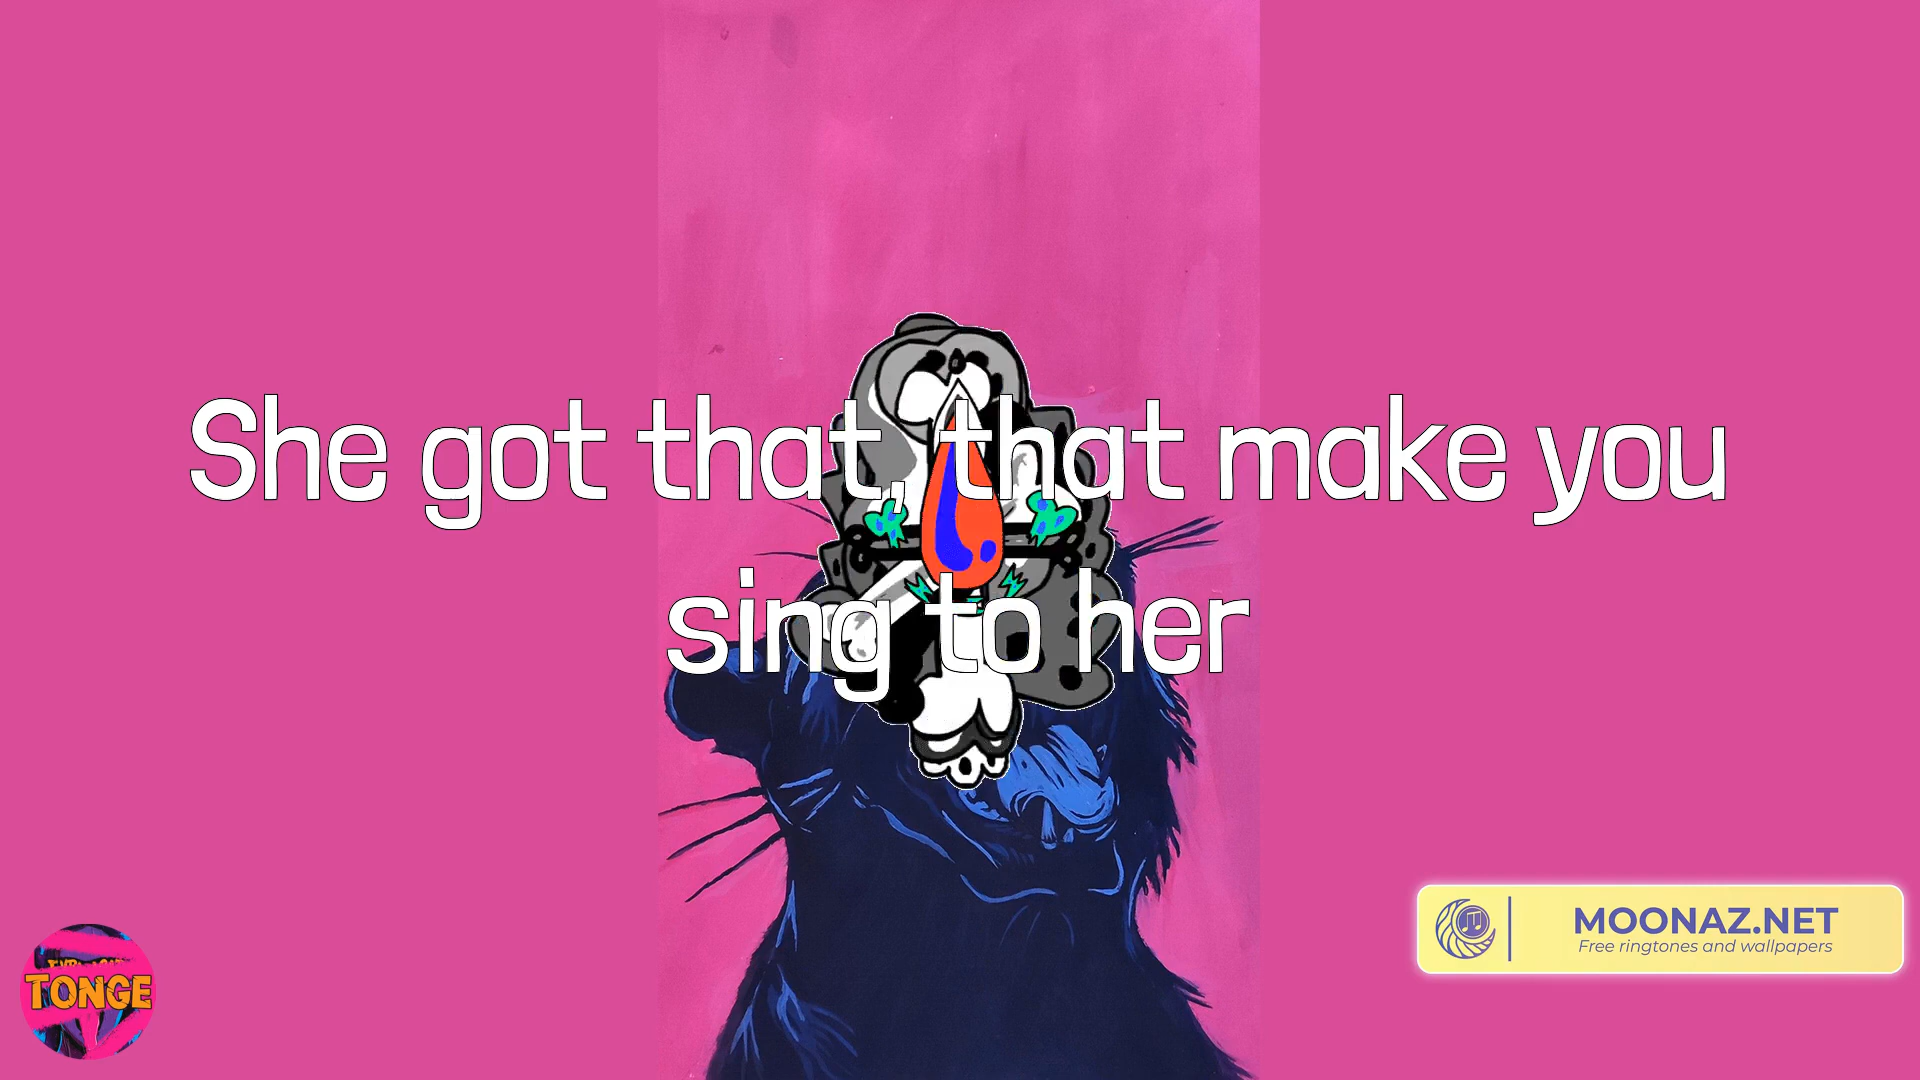 She got that, that make you
sing to her
MOONAZ.NET
Free ringtones and wallpapers
TONGE